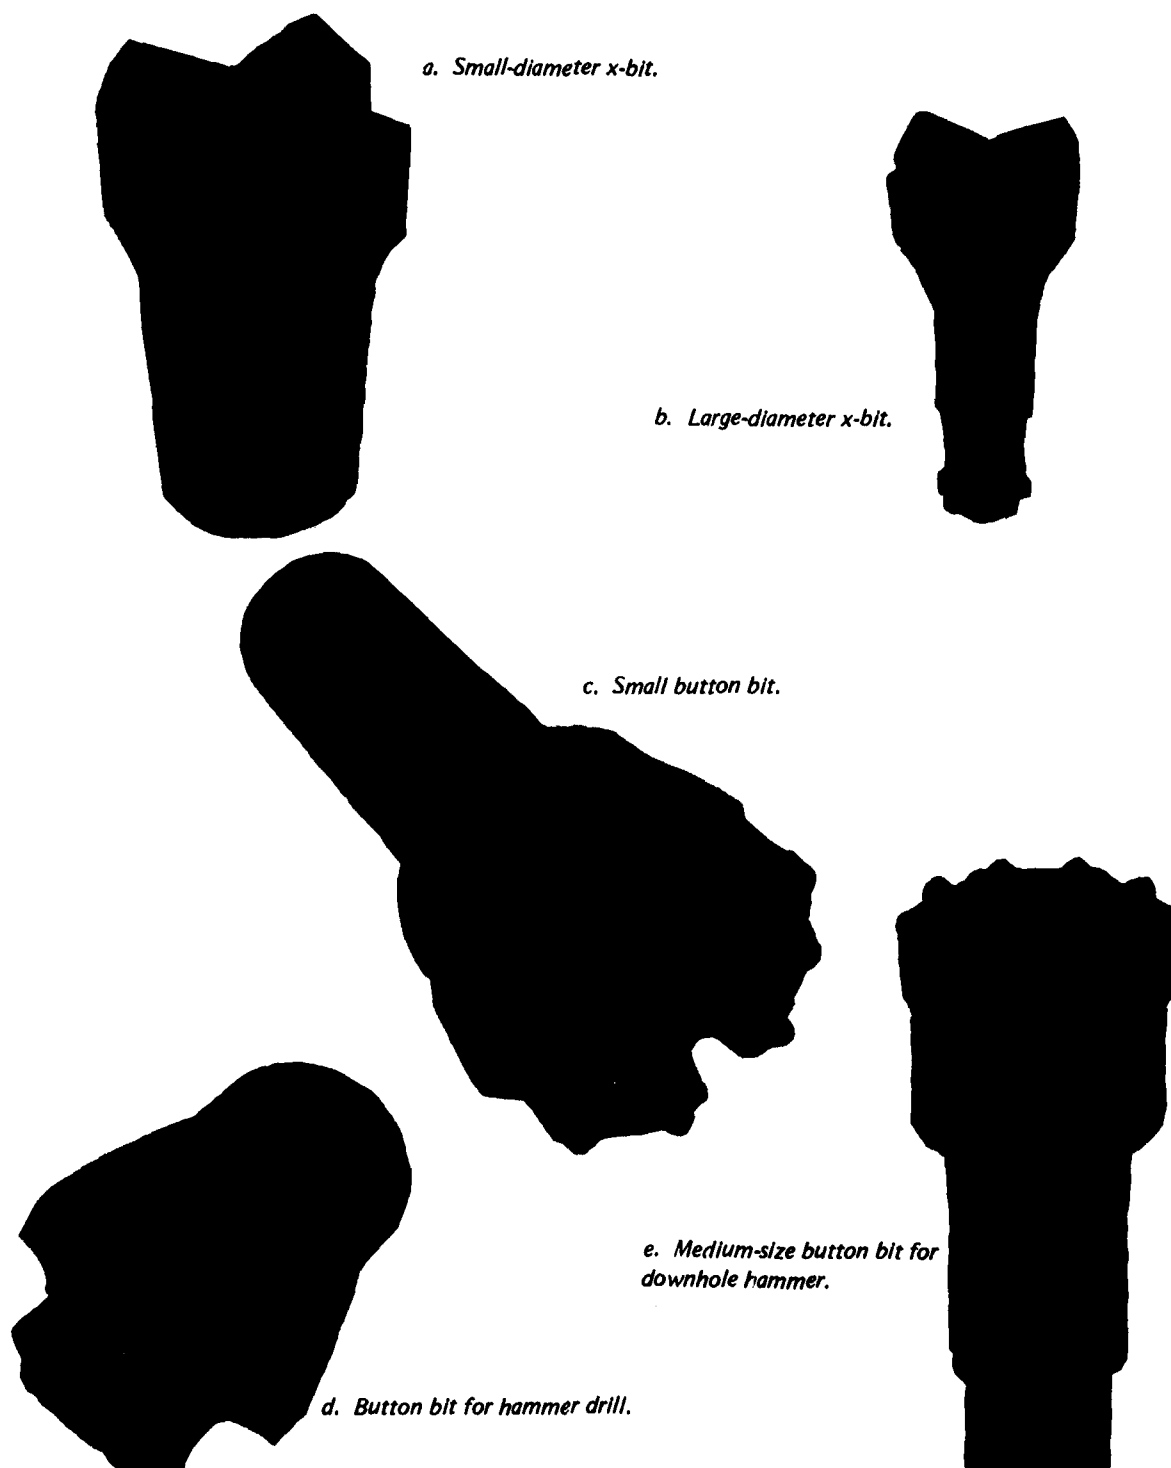 a. Small-diameter x-bit.
b. Large-diameter x-bit.
c. Small button bit.
e. Medium-size button bit for
downhole hammer.
d. Button bit for hammer drill.